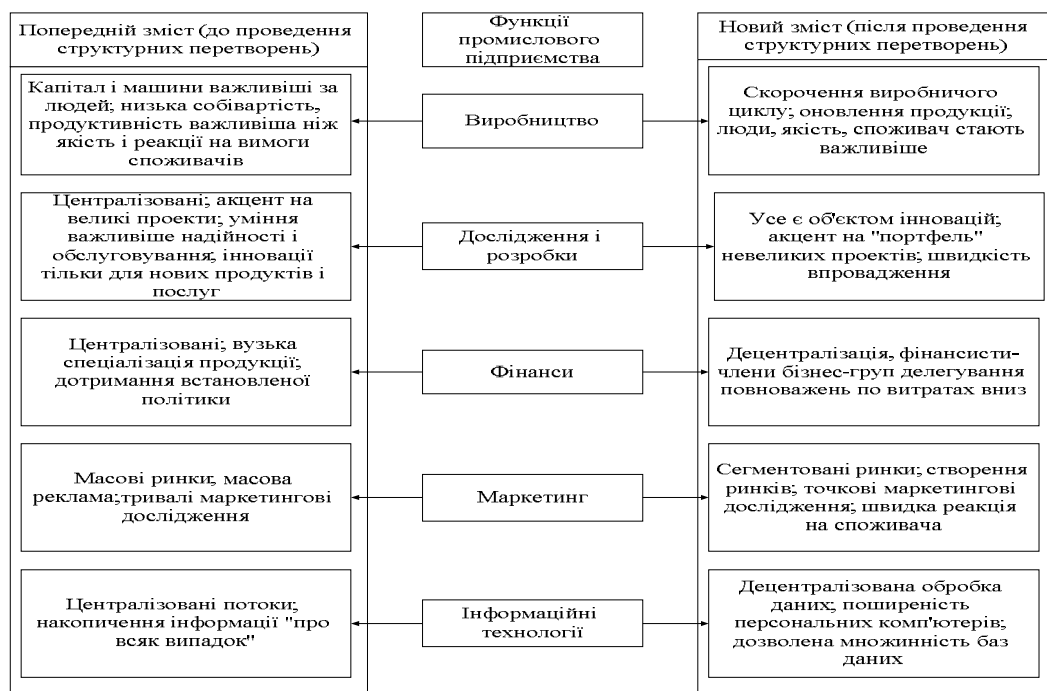 Попередній зміст (до проведення
структурних перетворень)
Функції
промислового
підприємства
Новий зміст (після проведення
структурних перетворень)
Капітал і машини важливіші за
людей; низька собівартість,
продуктивність важливіша ніж
якість і реакції на вимоги
споживачів
Виробництво
Скорочення виробничого
циклу; оновлення продукції;
люди, якість, споживач стають
важливіше
Централізовані; акцент на
великі проекти; уміння
важливіше надійності і
обслуговування; інновації
тільки для нових продуктів і
послуг
Дослідження і
розробки
Усе є об'єктом інновацій;
акцент на "портфель"
невеликих проектів; швидкість
впровадження
Централізовані; вузька
спеціалізація продукції;
дотримання встановленої
політики
Фінанси
Децентралізація, фінансисти-
члени бізнес-груп делегування
повноважень по витратах вниз
Масові ринки; масова
реклама;тривалі маркетингові
дослідження
Маркетинг
Сегментовані ринки; створення
ринків; точкові маркетингові
дослідження; швидка реакція
на споживача
Централізовані потоки;
накопичення інформації "про
всяк випадок"
Інформаційні
технології
Децентралізована обробка
даних; поширеність
персональних комп'ютерів;
дозволена множинність баз
даних